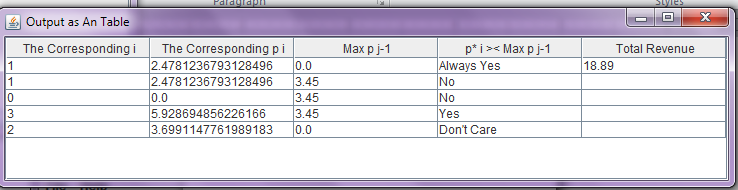 Paragraph Styles
Output as An Table
The Corresponding i The Corresponding p i Max p j-1 p* i >< Max p j-1 Total Revenue
1 2.4781236793128496 0.0 Always Yes 18.89
1 2.4781236793128496 3.45 No
0 0.0 3.45 No
3 5.928694856226166 3.45 Yes
2 3.6991147761989183 0.0 Don't Care